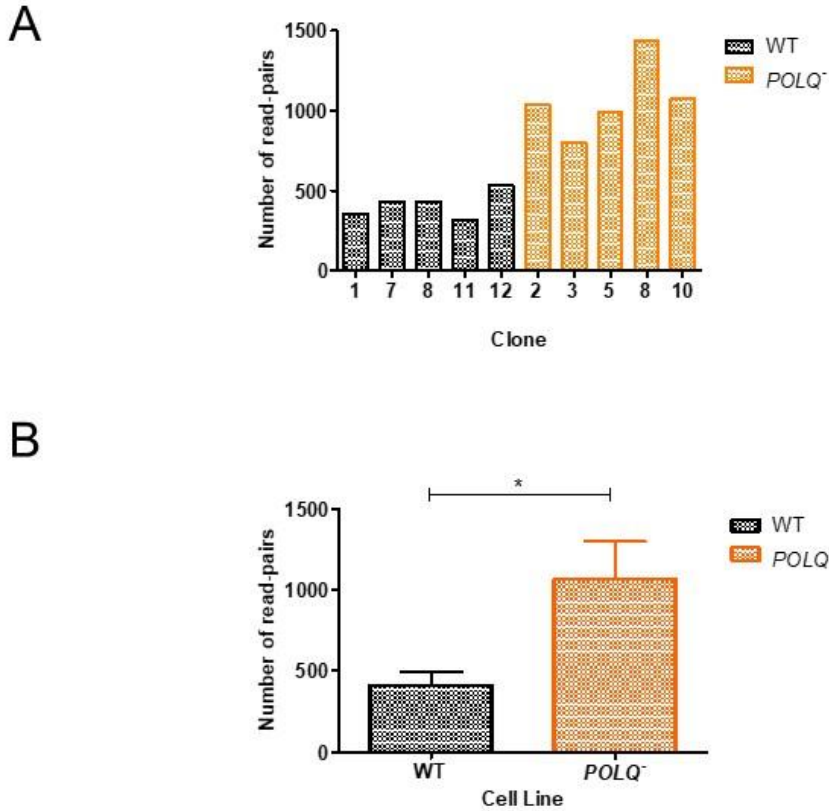 A
1500
1000
500
0
Number of read-pairs
1 7 8 11 12 2 3 5 8 10
Clone
WT
POLQ⁻
B
*
1500
1000
500
0
Number of read-pairs
WT POLQ⁻
Cell Line
WT
POLQ